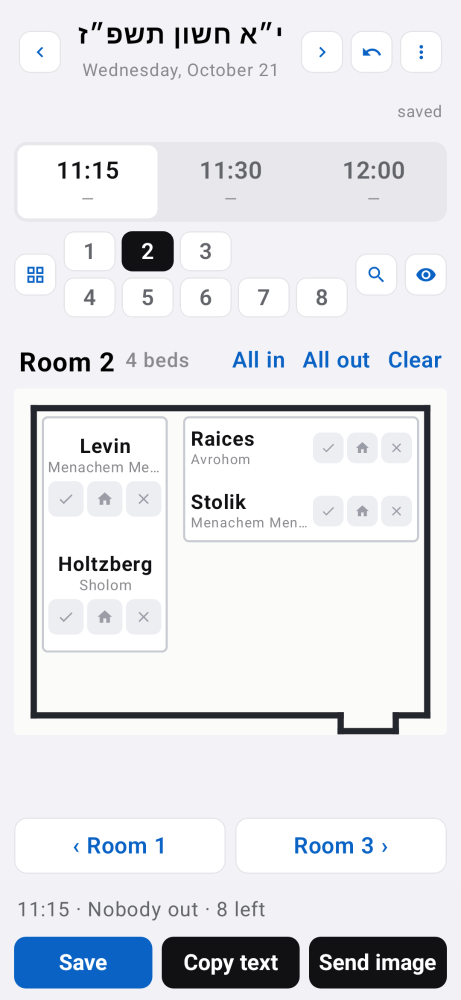 י״א חשון תשפ״ז
Wednesday, October 21
saved
11:15 11:30 12:00
– – –
1 2 3
4 5 6 7 8
Room 2 4 beds All in All out Clear
Levin
Menachem Me...
Raices
Avrohom
Stolik
Menachem Men...
Holtzberg
Sholom
‹ Room 1 Room 3 ›
11:15 · Nobody out · 8 left
Save Copy text Send image